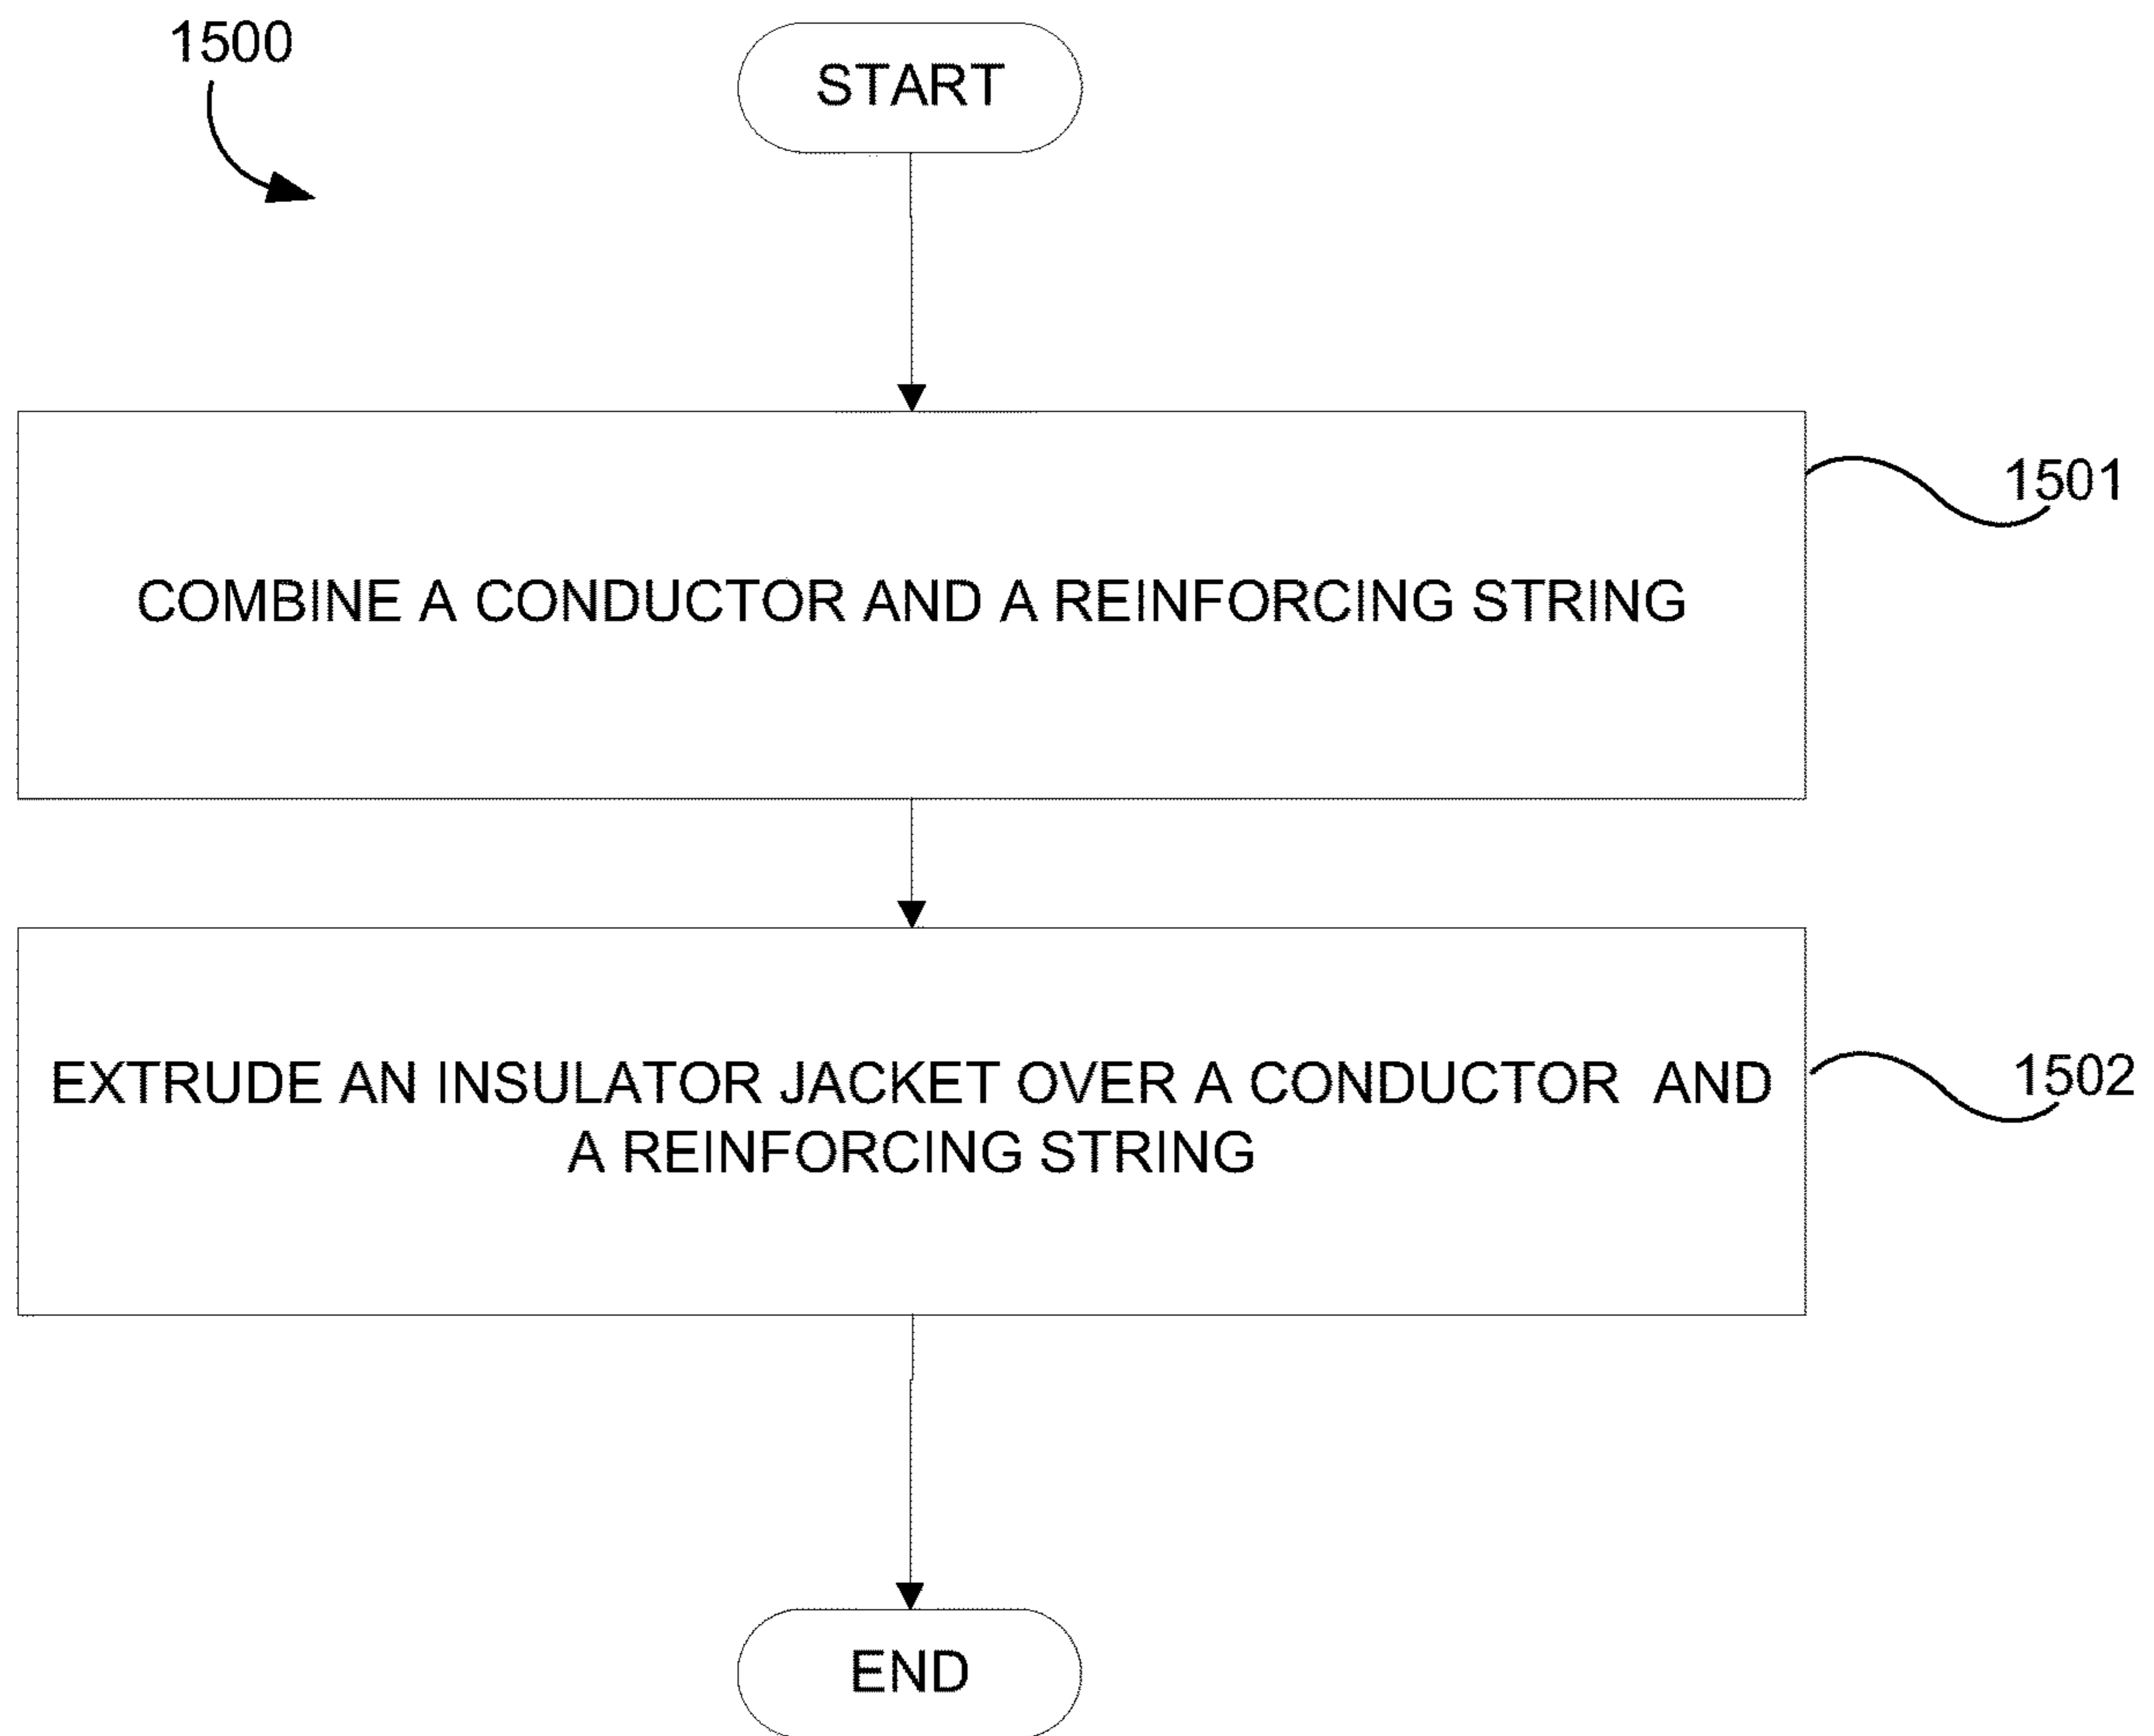 1500
START
1501
COMBINE A CONDUCTOR AND A REINFORCING STRING
1502
EXTRUDE AN INSULATOR JACKET OVER A CONDUCTOR AND
A REINFORCING STRING
END